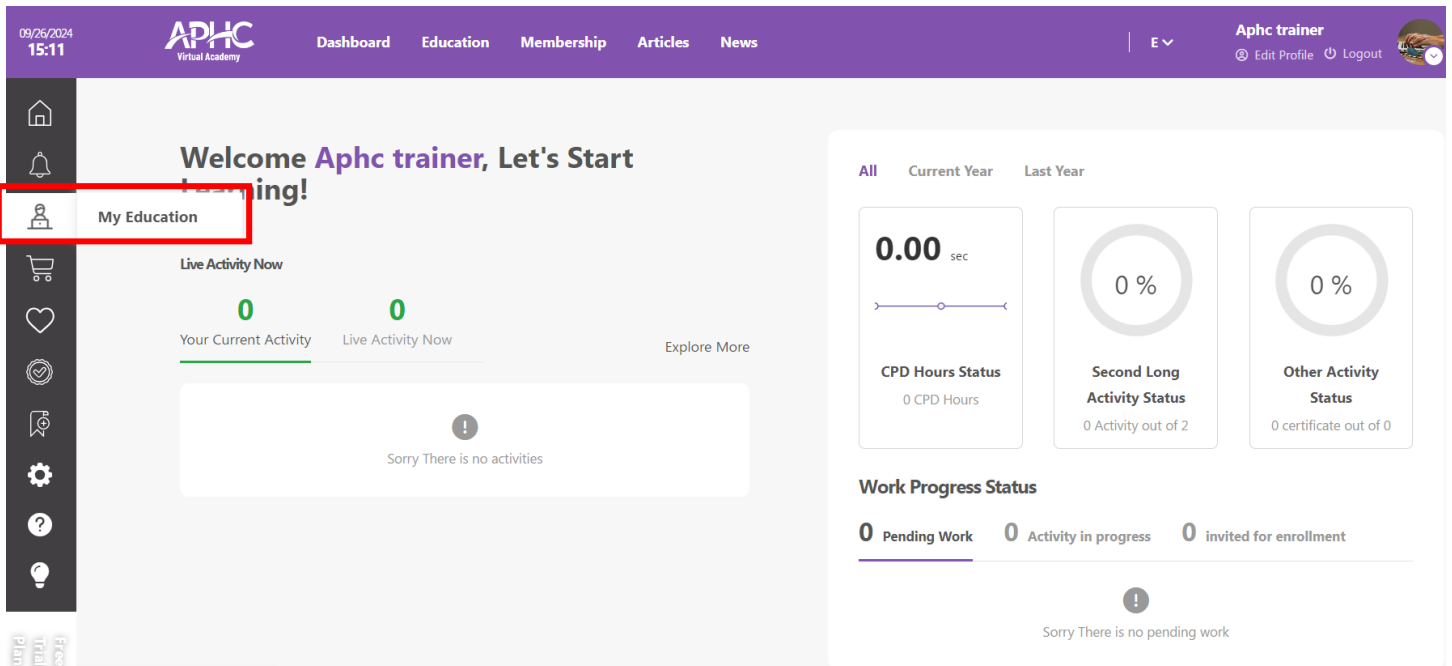 09/26/2024
15:11
APHC
Virtual Academy
Dashboard Education Membership Articles News
E
Aphc trainer
Edit Profile Logout
Welcome Aphc trainer, Let's Start
Learning!
My Education
Live Activity Now
0 Your Current Activity
0 Live Activity Now
Explore More
Sorry There is no activities
All Current Year Last Year
0.00 sec
CPD Hours Status
0 CPD Hours
0 %
Second Long
Activity Status
0 Activity out of 2
0 %
Other Activity
Status
0 certificate out of 0
Work Progress Status
0 Pending Work 0 Activity in progress 0 invited for enrollment
Sorry There is no pending work
Free
Trial
Plan